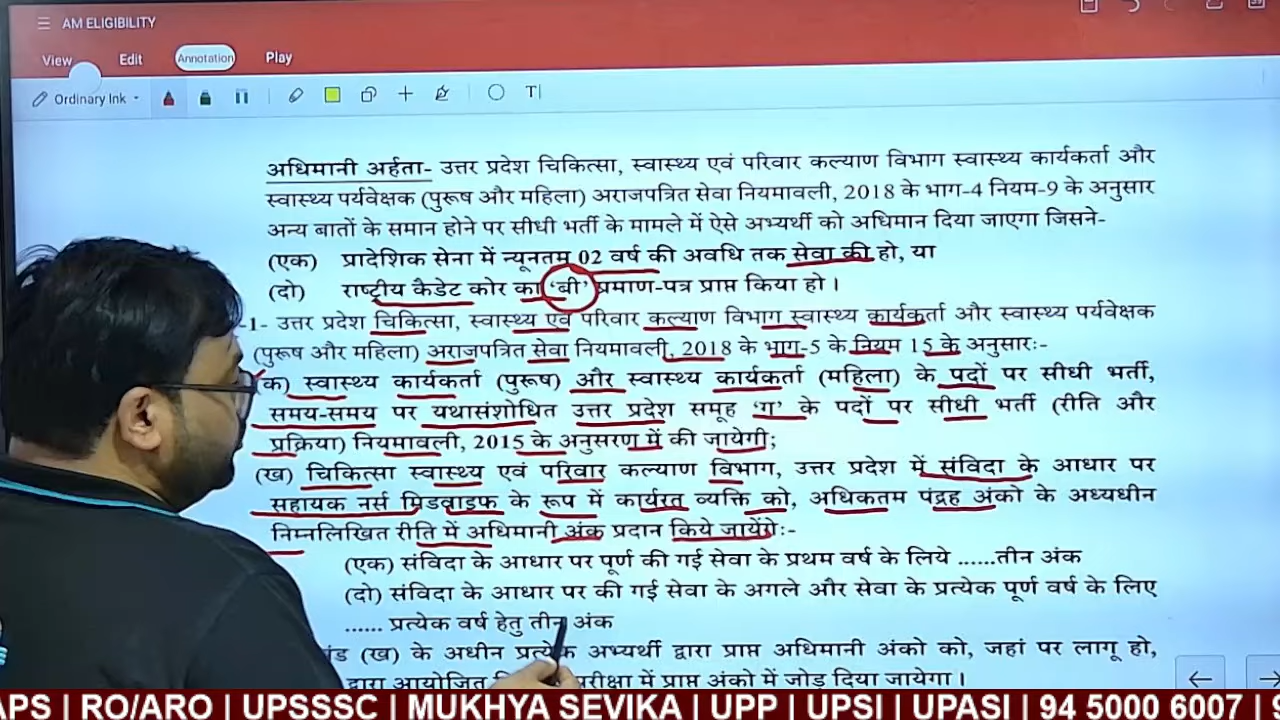 AM ELIGIBILITY
View Edit Annotation Play
Ordinary Ink
अधिमानी अर्हता- उत्तर प्रदेश चिकित्सा, स्वास्थ्य एवं परिवार कल्याण विभाग स्वास्थ्य कार्यकर्ता और
स्वास्थ्य पर्यवेक्षक (पुरूष और महिला) अराजपत्रित सेवा नियमावली, 2018 के भाग-4 नियम-9 के अनुसार
अन्य बातों के समान होने पर सीधी भर्ती के मामले में ऐसे अभ्यर्थी को अधिमान दिया जाएगा जिसने-
(एक) प्रादेशिक सेना में न्यूनतम 02 वर्ष की अवधि तक सेवा की हो, या
(दो) राष्ट्रीय कैडेट कोर का 'बी' प्रमाण-पत्र प्राप्त किया हो ।
-1- उत्तर प्रदेश चिकित्सा, स्वास्थ्य एवं परिवार कल्याण विभाग स्वास्थ्य कार्यकर्ता और स्वास्थ्य पर्यवेक्षक
(पुरूष और महिला) अराजपत्रित सेवा नियमावली, 2018 के भाग-5 के नियम 15 के अनुसारः-
क) स्वास्थ्य कार्यकर्ता (पुरूष) और स्वास्थ्य कार्यकर्ता (महिला) के पदों पर सीधी भर्ती,
समय-समय पर यथासंशोधित उत्तर प्रदेश समूह 'ग' के पदों पर सीधी भर्ती (रीति और
प्रक्रिया) नियमावली, 2015 के अनुसरण में की जायेगी;
(ख) चिकित्सा स्वास्थ्य एवं परिवार कल्याण विभाग, उत्तर प्रदेश में संविदा के आधार पर
सहायक नर्स मिडवाइफ के रूप में कार्यरत व्यक्ति को, अधिकतम पंद्रह अंको के अध्यधीन
निम्नलिखित रीति में अधिमानी अंक प्रदान किये जायेंगेः-
(एक) संविदा के आधार पर पूर्ण की गई सेवा के प्रथम वर्ष के लिये ......तीन अंक
(दो) संविदा के आधार पर की गई सेवा के अगले और सेवा के प्रत्येक पूर्ण वर्ष के लिए
...... प्रत्येक वर्ष हेतु तीन अंक
(ख) के अधीन प्रत्येक अभ्यर्थी द्वारा प्राप्त अधिमानी अंको को, जहां पर लागू हो,
द्वारा आयोजित परीक्षा में प्राप्त अंको में जोड़ दिया जायेगा ।
APS | RO/ARO | UPSSSC | MUKHYA SEVIKA | UPP | UPSI | UPASI | 94 5000 6007 |